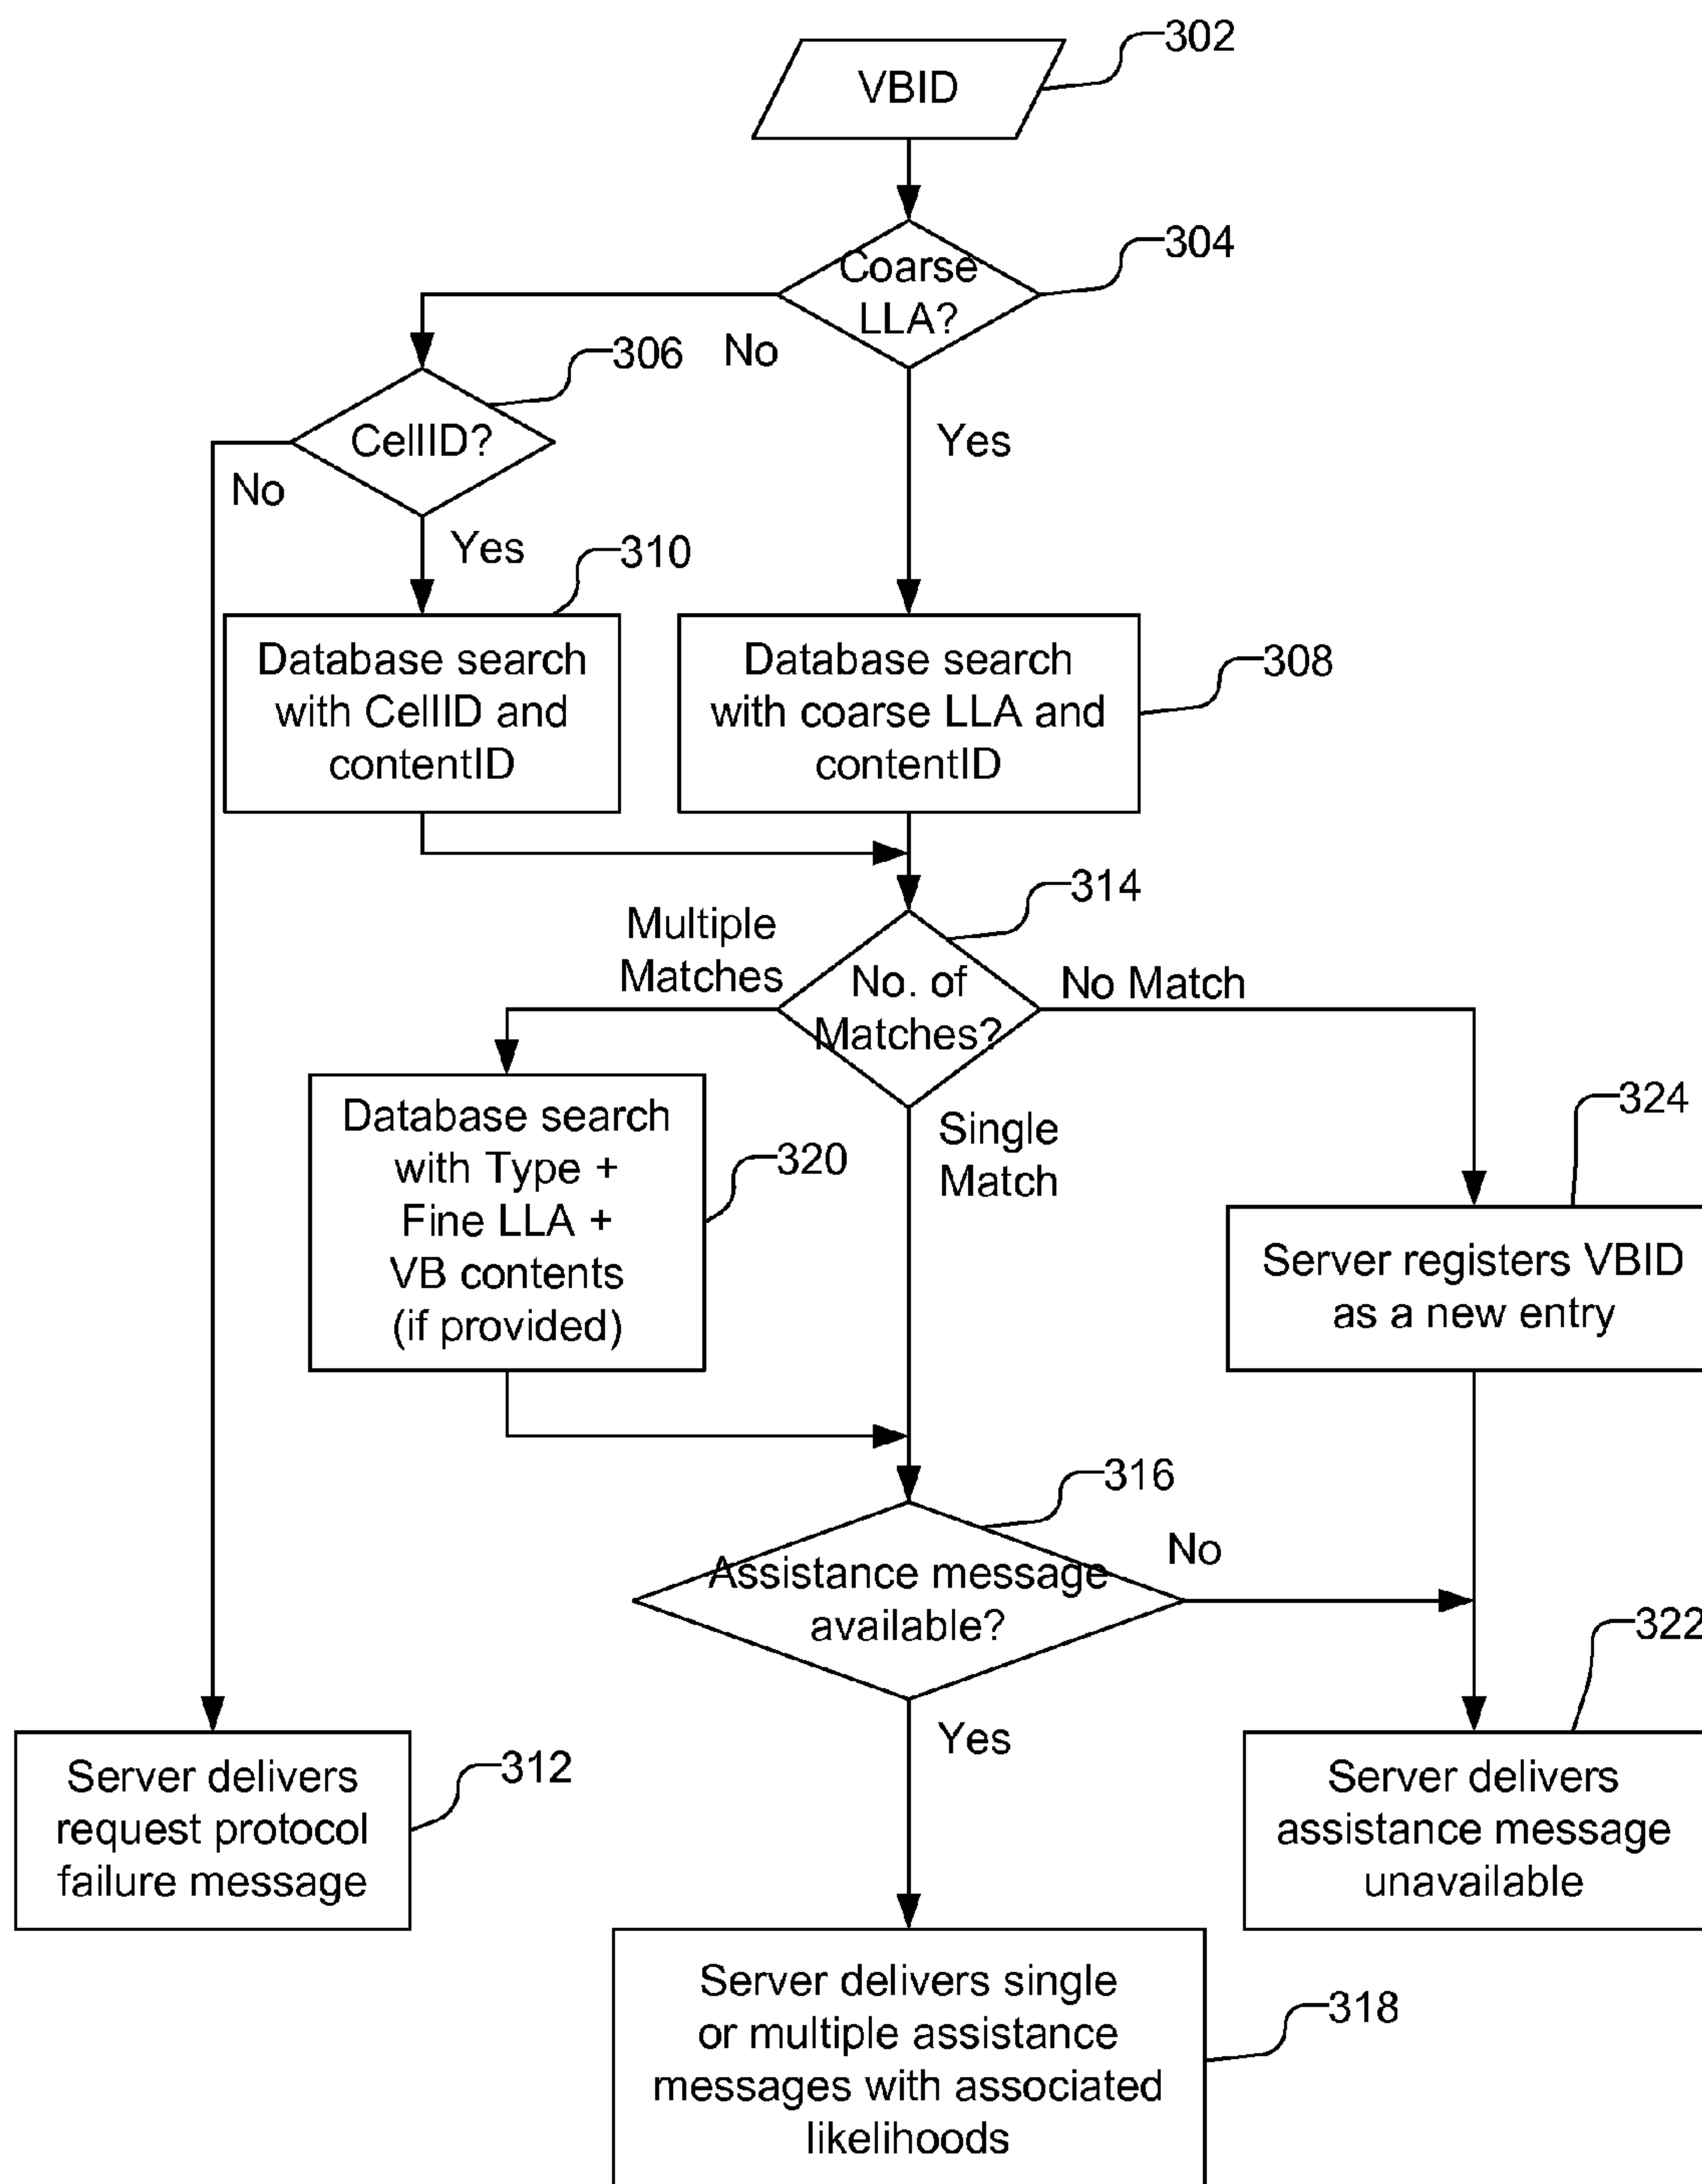 302
VBID
304
Coarse
LLA?
No
306
CellID?
Yes
No
Yes
310
Database search
with CellID and
contentID
Database search
with coarse LLA and
contentID
308
314
Multiple
Matches
No. of
Matches?
No Match
Database search
with Type +
Fine LLA +
VB contents
(if provided)
320
Single
Match
324
Server registers VBID
as a new entry
316
Assistance message
available?
No
322
Yes
Server delivers
request protocol
failure message
312
Server delivers
assistance message
unavailable
Server delivers single
or multiple assistance
messages with associated
likelihoods
318